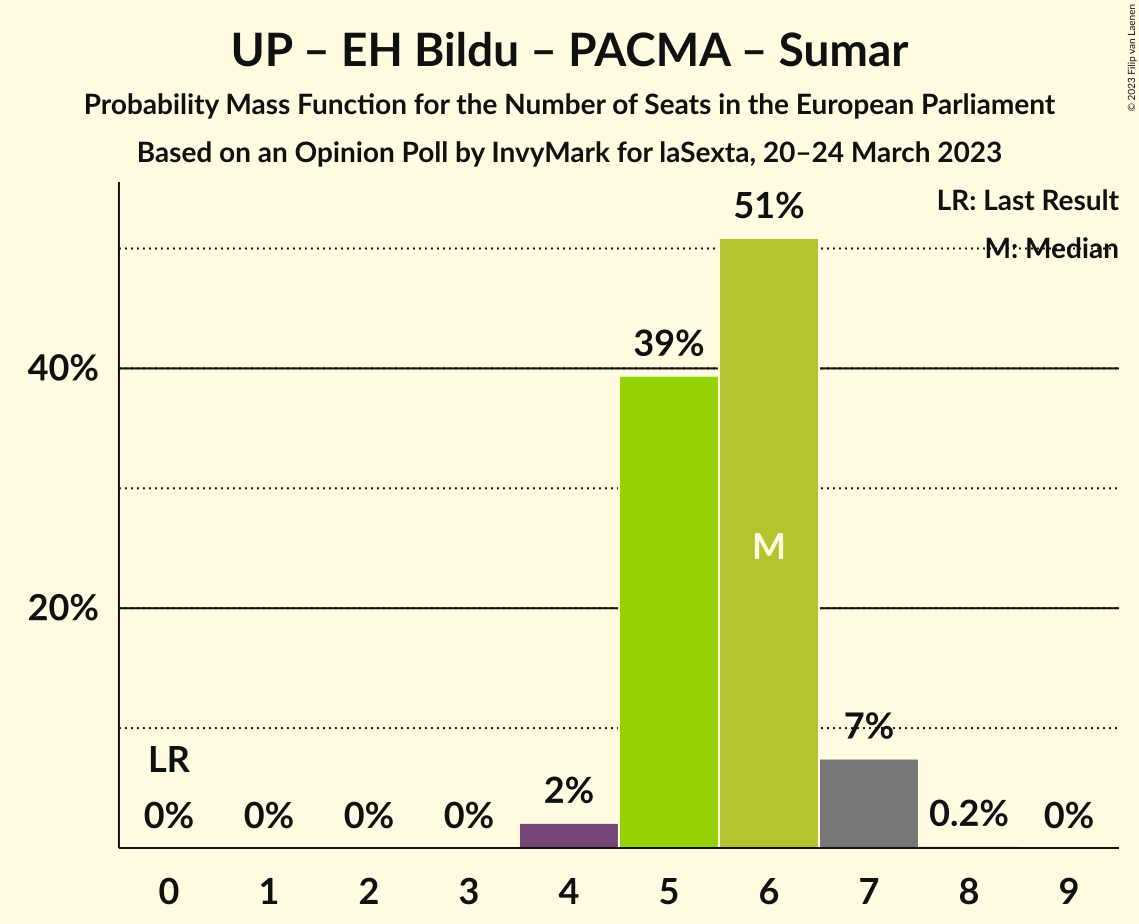 UP – EH Bildu – PACMA – Sumar
Probability Mass Function for the Number of Seats in the European Parliament
Based on an Opinion Poll by InvyMark for laSexta, 20–24 March 2023
© 2023 Filip van Laenen
LR: Last Result
M: Median
51%
39%
40%
M
20%
7%
LR
2%
0% 0% 0% 0% 0.2% 0%
0 1 2 3 4 5 6 7 8 9